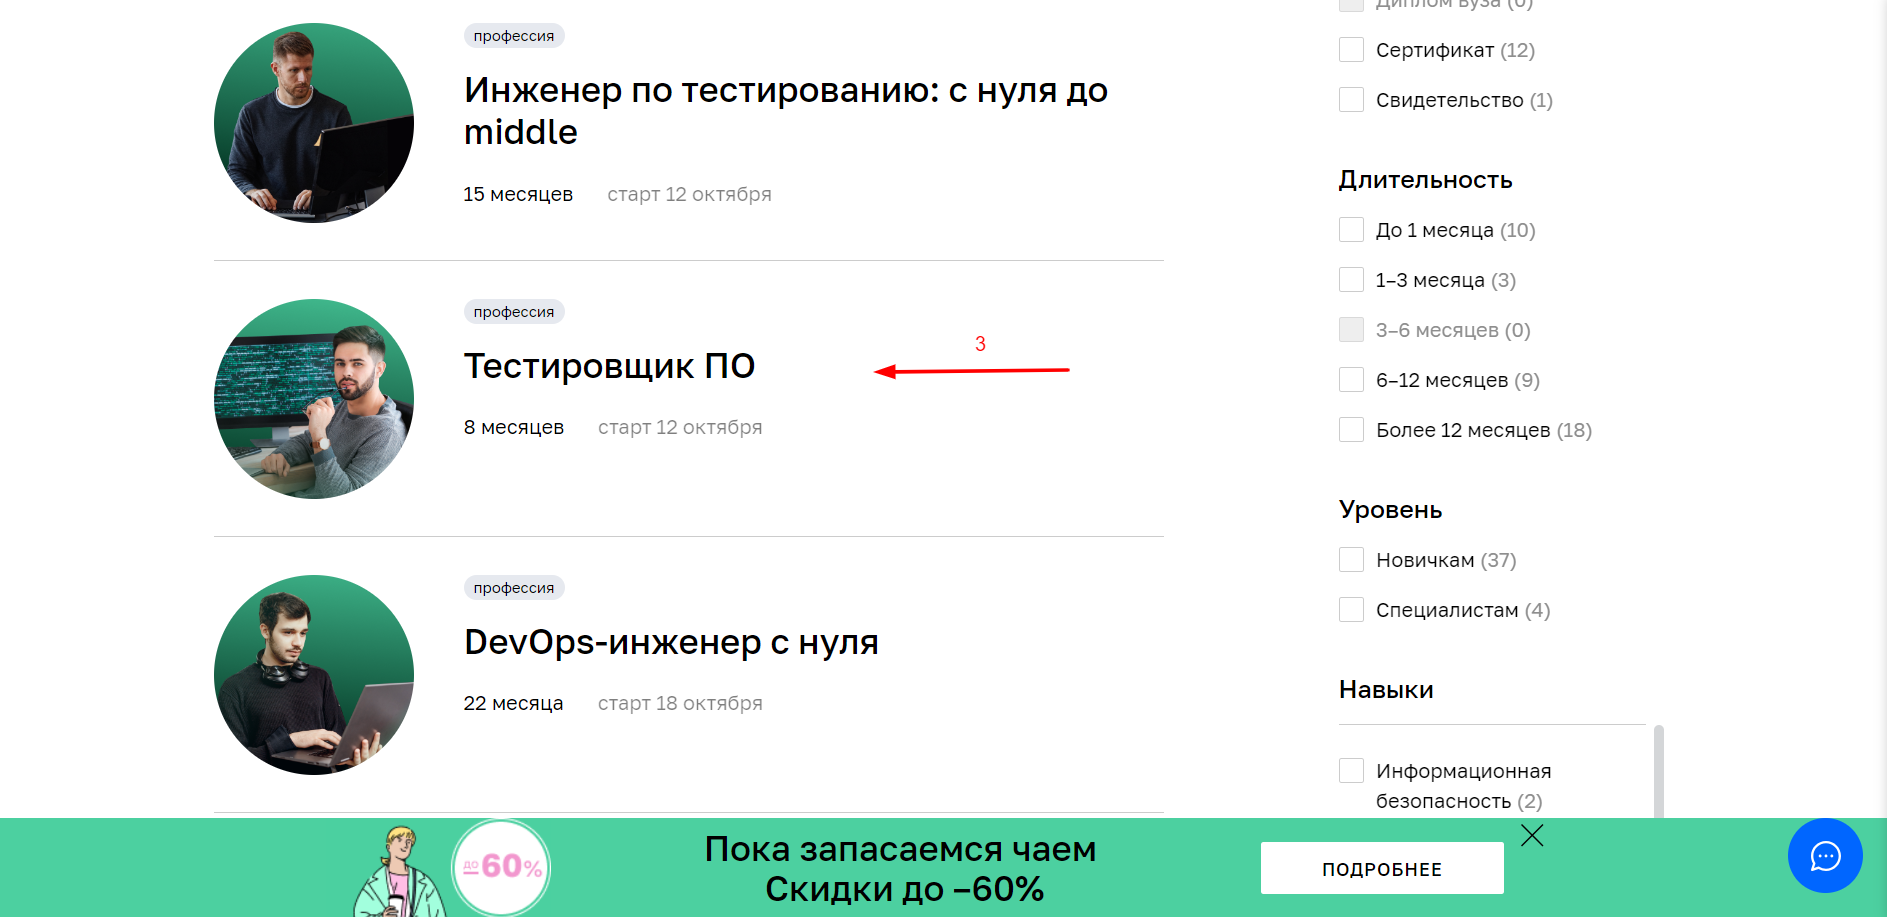 профессия
Инженер по тестированию: с нуля до
middle
15 месяцев старт 12 октября
профессия
Тестировщик ПО
3
8 месяцев старт 12 октября
профессия
DevOps-инженер с нуля
22 месяца старт 18 октября
Диплом вуза (0)
Сертификат (12)
Свидетельство (1)
Длительность
До 1 месяца (10)
1–3 месяца (3)
3–6 месяцев (0)
6–12 месяцев (9)
Более 12 месяцев (18)
Уровень
Новичкам (37)
Специалистам (4)
Навыки
Информационная
безопасность (2)
до 60%
Пока запасаемся чаем
Скидки до –60%
ПОДРОБНЕЕ